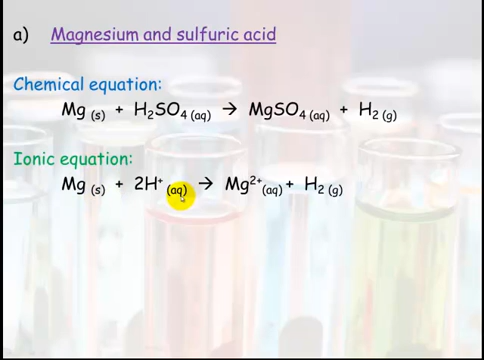 a) Magnesium and sulfuric acid
Chemical equation:
Mg (s) + H₂SO₄ (aq) → MgSO₄ (aq) + H₂ (g)
Ionic equation:
Mg (s) + 2H⁺ (aq) → Mg²⁺ (aq) + H₂ (g)